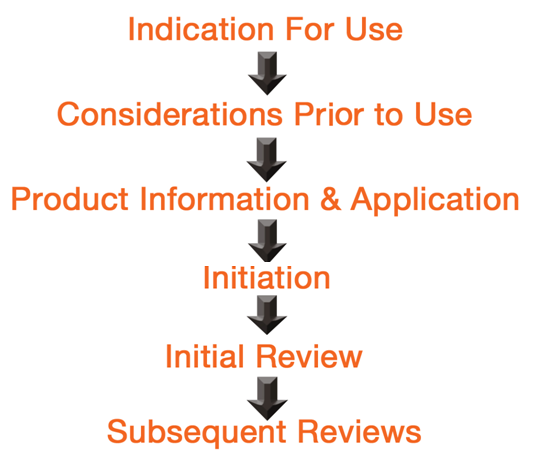 Indication For Use
Considerations Prior to Use
Product Information & Application
Initiation
Initial Review
Subsequent Reviews